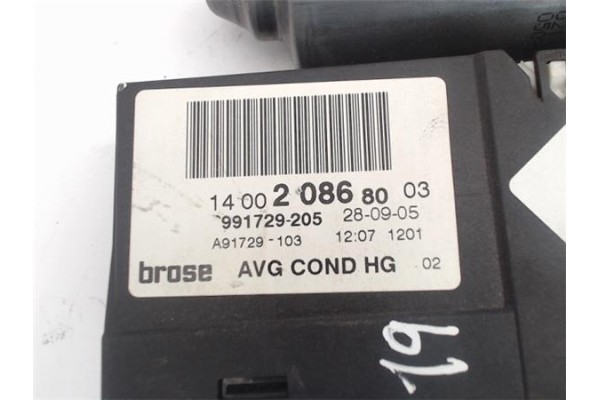 14 00 2 086 80 03
991729-205 28-09-05
A91729-103 12:07 1201
brose AVG COND HG 02
19